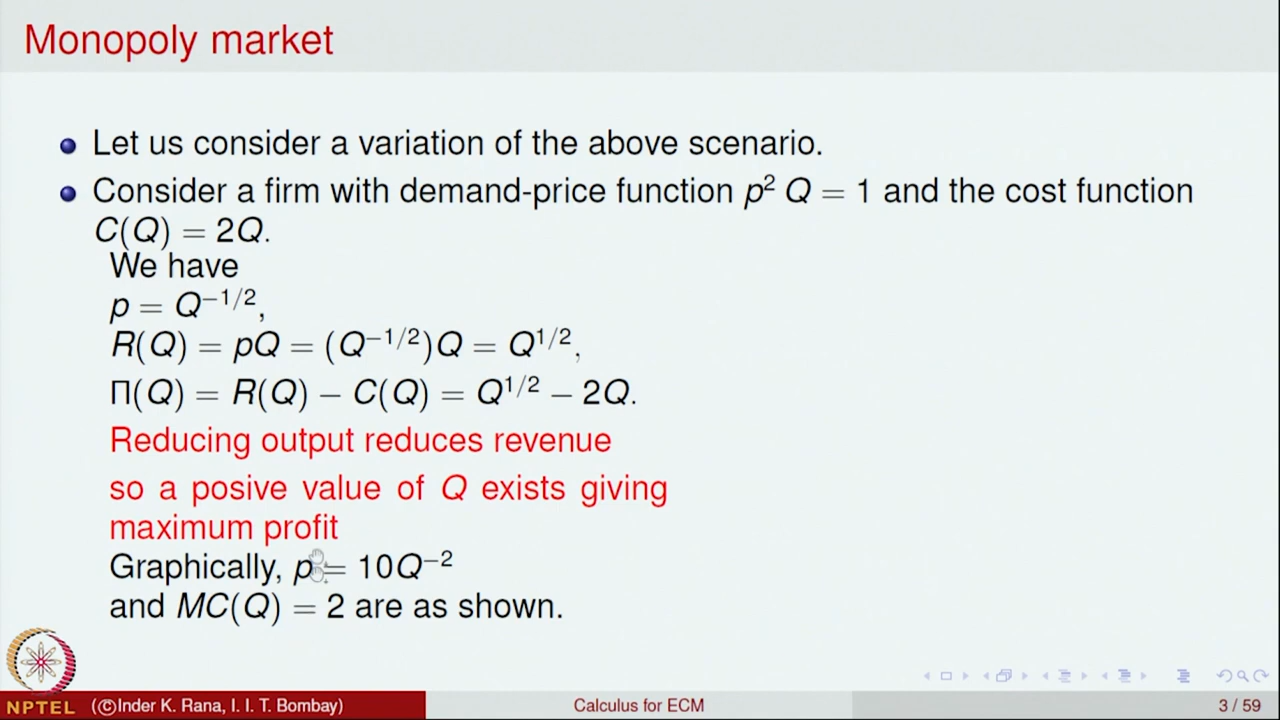 Monopoly market
Let us consider a variation of the above scenario.
Consider a firm with demand-price function p² Q = 1 and the cost function
C(Q) = 2Q.
We have
p = Q⁻¹/²,
R(Q) = pQ = (Q⁻¹/²)Q = Q¹/²,
Π(Q) = R(Q) − C(Q) = Q¹/² − 2Q.
Reducing output reduces revenue
so a posive value of Q exists giving
maximum profit
Graphically, p = 10Q⁻²
and MC(Q) = 2 are as shown.
NPTEL
(©Inder K. Rana, I. I. T. Bombay)
Calculus for ECM
3 / 59